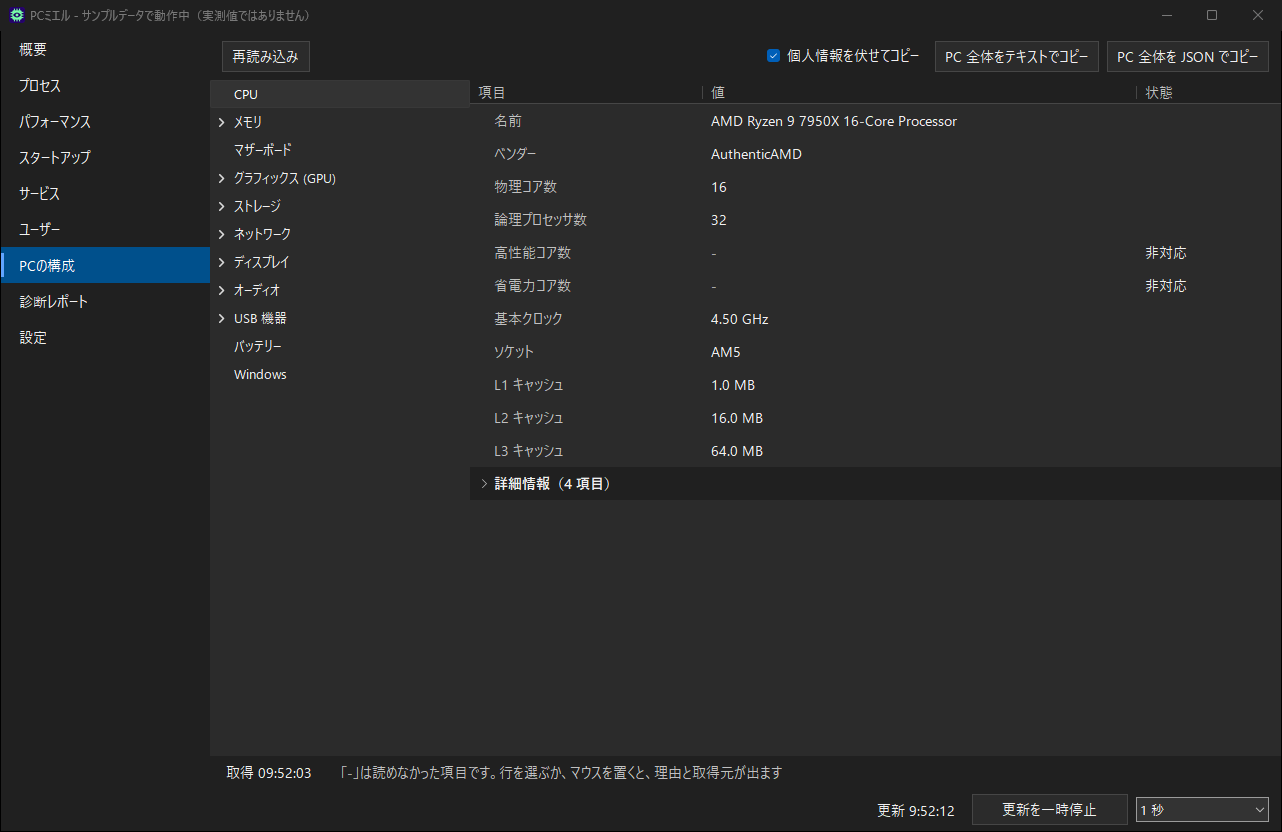 PCミエル - サンプルデータで動作中（実測値ではありません）
概要
プロセス
パフォーマンス
スタートアップ
サービス
ユーザー
PCの構成
診断レポート
設定
再読み込み
個人情報を伏せてコピー
PC 全体をテキストでコピー
PC 全体を JSON でコピー
CPU
メモリ
マザーボード
グラフィックス (GPU)
ストレージ
ネットワーク
ディスプレイ
オーディオ
USB 機器
バッテリー
Windows
項目 値 状態
名前 AMD Ryzen 9 7950X 16-Core Processor
ベンダー AuthenticAMD
物理コア数 16
論理プロセッサ数 32
高性能コア数 - 非対応
省電力コア数 - 非対応
基本クロック 4.50 GHz
ソケット AM5
L1 キャッシュ 1.0 MB
L2 キャッシュ 16.0 MB
L3 キャッシュ 64.0 MB
詳細情報（4 項目）
取得 09:52:03 「-」は読めなかった項目です。行を選ぶか、マウスを置くと、理由と取得元が出ます
更新 9:52:12 更新を一時停止 1 秒